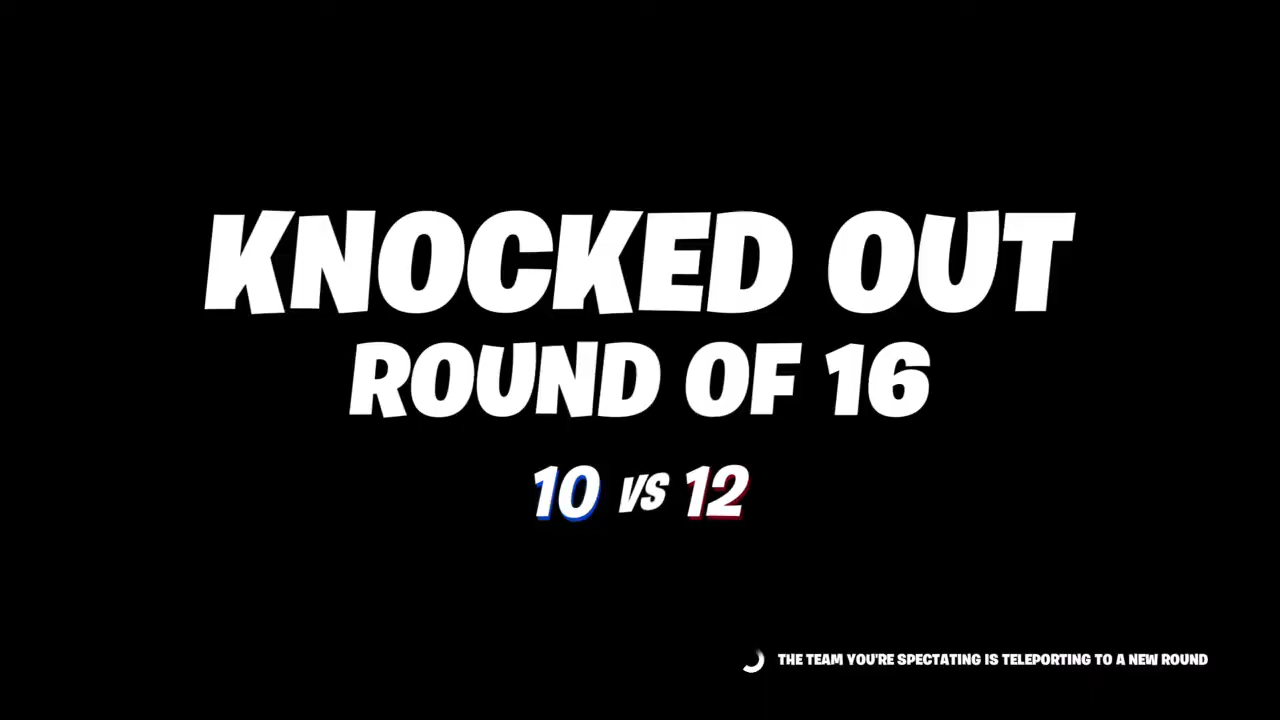 KNOCKED OUT
ROUND OF 16
10 VS 12
THE TEAM YOU'RE SPECTATING IS TELEPORTING TO A NEW ROUND